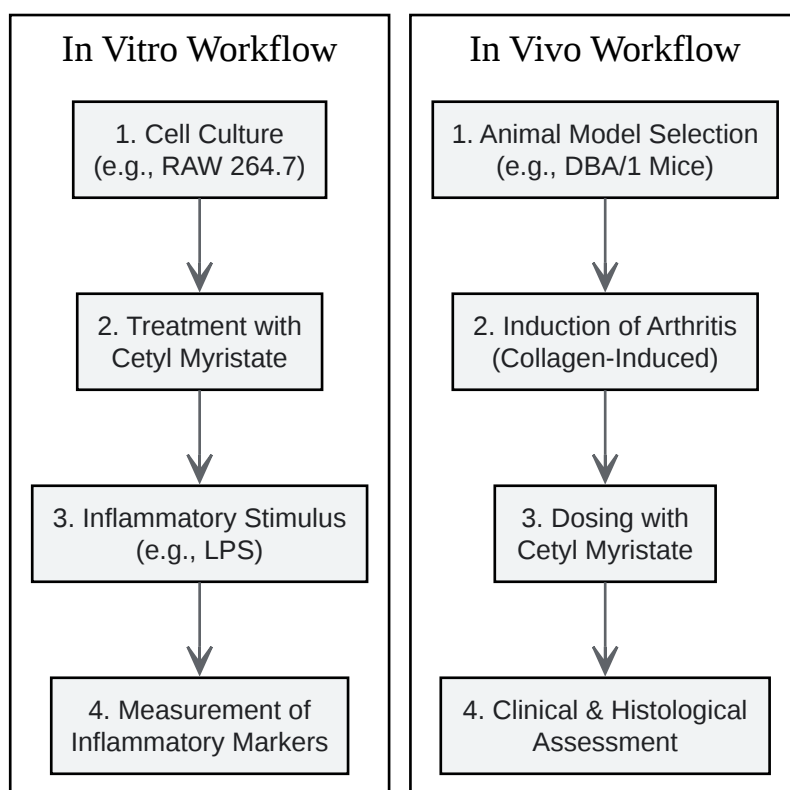 In Vitro Workflow
1. Cell Culture
(e.g., RAW 264.7)
2. Treatment with
Cetyl Myristate
3. Inflammatory Stimulus
(e.g., LPS)
4. Measurement of
Inflammatory Markers
In Vivo Workflow
1. Animal Model Selection
(e.g., DBA/1 Mice)
2. Induction of Arthritis
(Collagen-Induced)
3. Dosing with
Cetyl Myristate
4. Clinical & Histological
Assessment